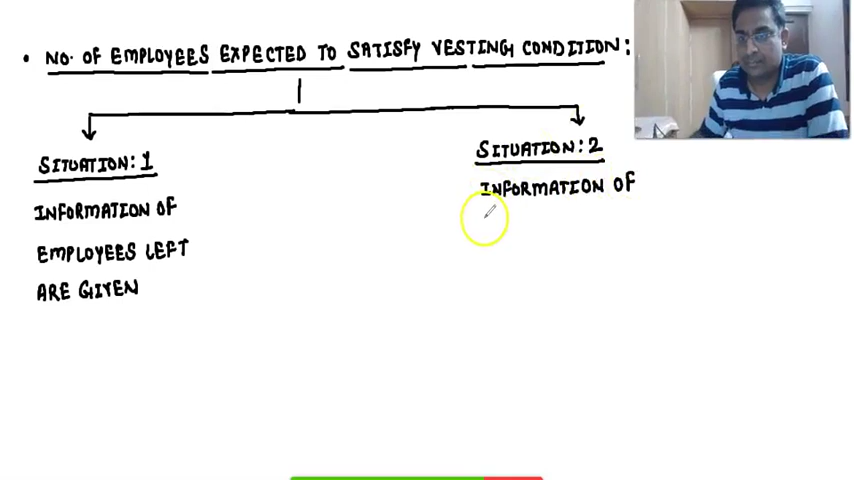 • NO. OF EMPLOYEES EXPECTED TO SATISFY VESTING CONDITION:
SITUATION: 1
INFORMATION OF
EMPLOYEES LEFT
ARE GIVEN
SITUATION: 2
INFORMATION OF